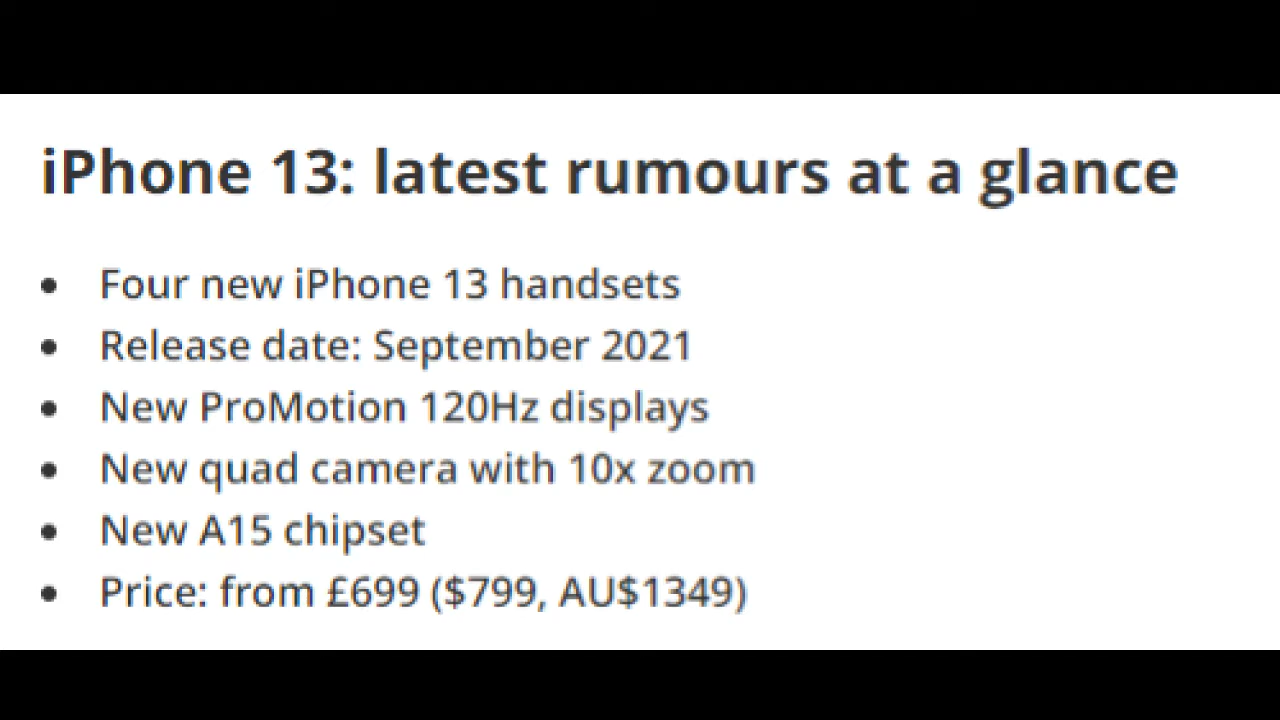 iPhone 13: latest rumours at a glance
• Four new iPhone 13 handsets
• Release date: September 2021
• New ProMotion 120Hz displays
• New quad camera with 10x zoom
• New A15 chipset
• Price: from £699 ($799, AU$1349)